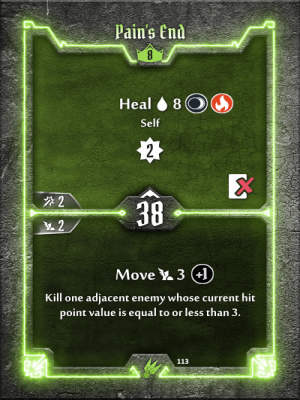 Pain's End
8
Heal 8
Self
2
2
38
2
Move 3 +1
Kill one adjacent enemy whose current hit
point value is equal to or less than 3.
113